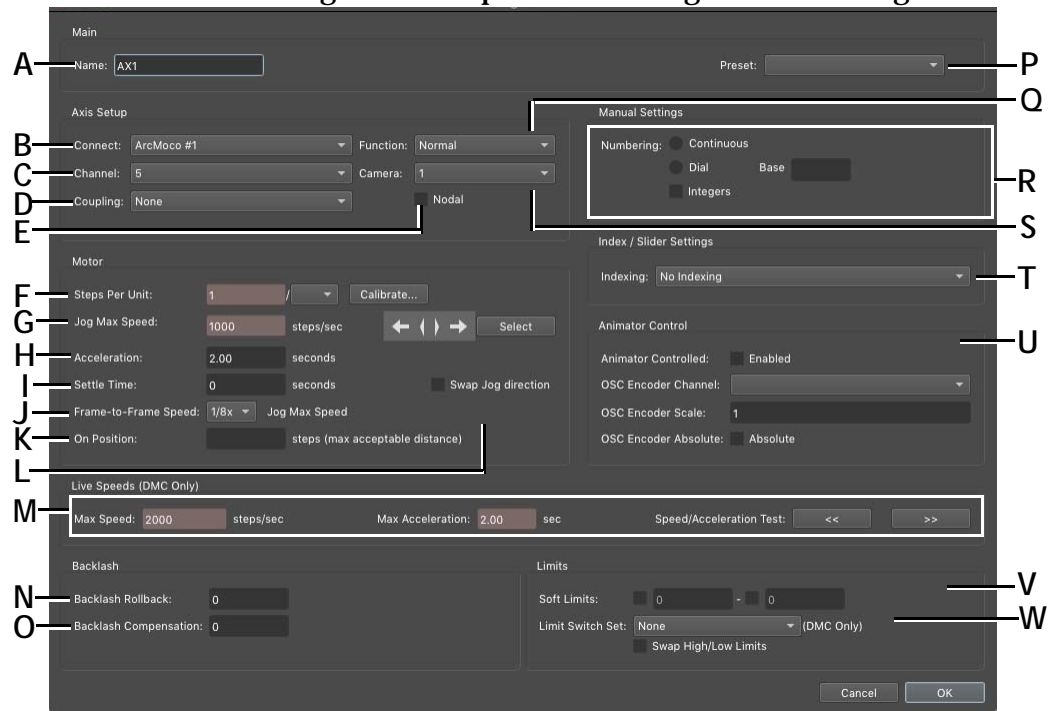 Main
A Name: AX1 Preset: P
Q
Axis Setup Manual Settings
B Connect: ArcMoco #1 Function: Normal Numbering: Continuous
C Channel: 5 Camera: 1 Dial Base R
D Coupling: None Nodal Integers
E S
Index / Slider Settings
Motor
Indexing: No Indexing T
F Steps Per Unit: 1 / Calibrate...
G Jog Max Speed: 1000 steps/sec Select Animator Control
U
H Acceleration: 2.00 seconds Animator Controlled: Enabled
I Settle Time: 0 seconds Swap Jog direction OSC Encoder Channel:
J Frame-to-Frame Speed: 1/8x Jog Max Speed OSC Encoder Scale: 1
K On Position: steps (max acceptable distance) OSC Encoder Absolute: Absolute
L
Live Speeds (DMC Only)
M Max Speed: 2000 steps/sec Max Acceleration: 2.00 sec Speed/Acceleration Test: << >>
Backlash Limits
N Backlash Rollback: 0 Soft Limits: 0 - 0 V
O Backlash Compensation: 0 Limit Switch Set: None (DMC Only) W
Swap High/Low Limits
Cancel OK